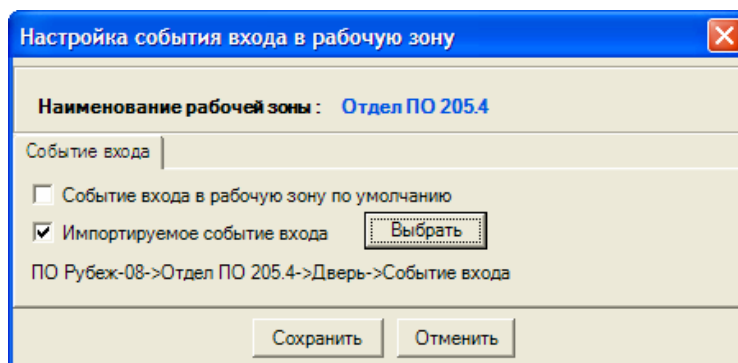 Настройка события входа в рабочую зону
Наименование рабочей зоны : Отдел ПО 205.4
Событие входа
Событие входа в рабочую зону по умолчанию
Импортируемое событие входа Выбрать
ПО Рубеж-08->Отдел ПО 205.4->Дверь->Событие входа
Сохранить Отменить